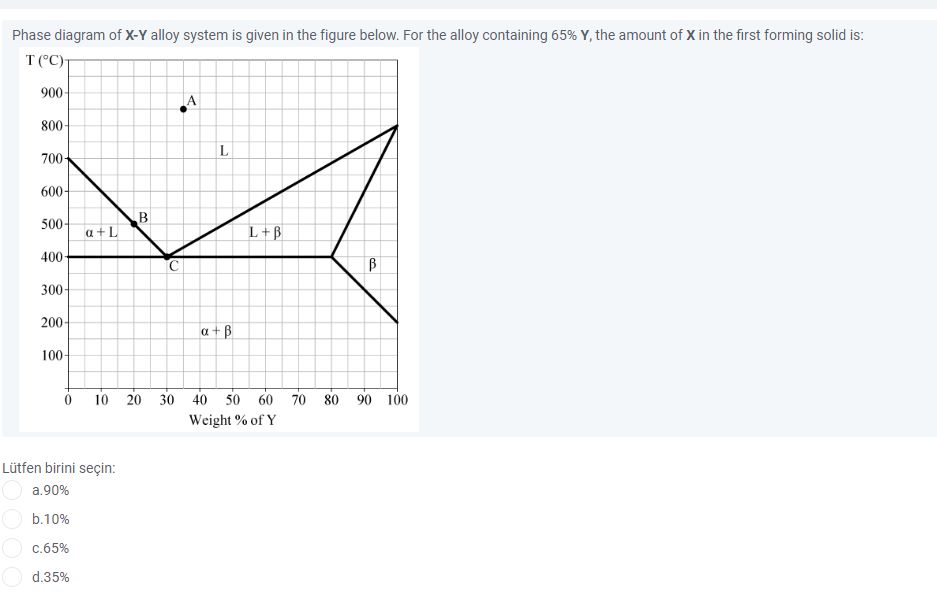 Phase diagram of X-Y alloy system is given in the figure below. For the alloy containing 65% Y, the amount of X in the first forming solid is:
T (°C)
900
A
800
L
700
600
B
500
α + L
L + β
400
C
β
300
200
α + β
100
0 10 20 30 40 50 60 70 80 90 100
Weight % of Y
Lütfen birini seçin:
a.90%
b.10%
c.65%
d.35%